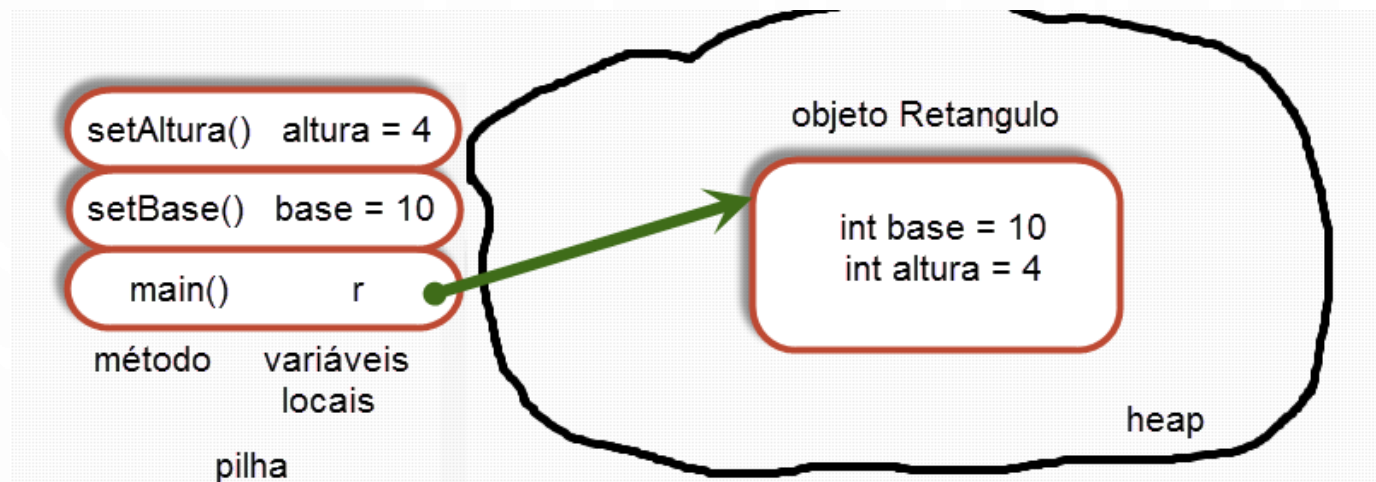 setAltura() altura = 4
setBase() base = 10
main() r
método variáveis
locais
pilha
objeto Retangulo
int base = 10
int altura = 4
heap